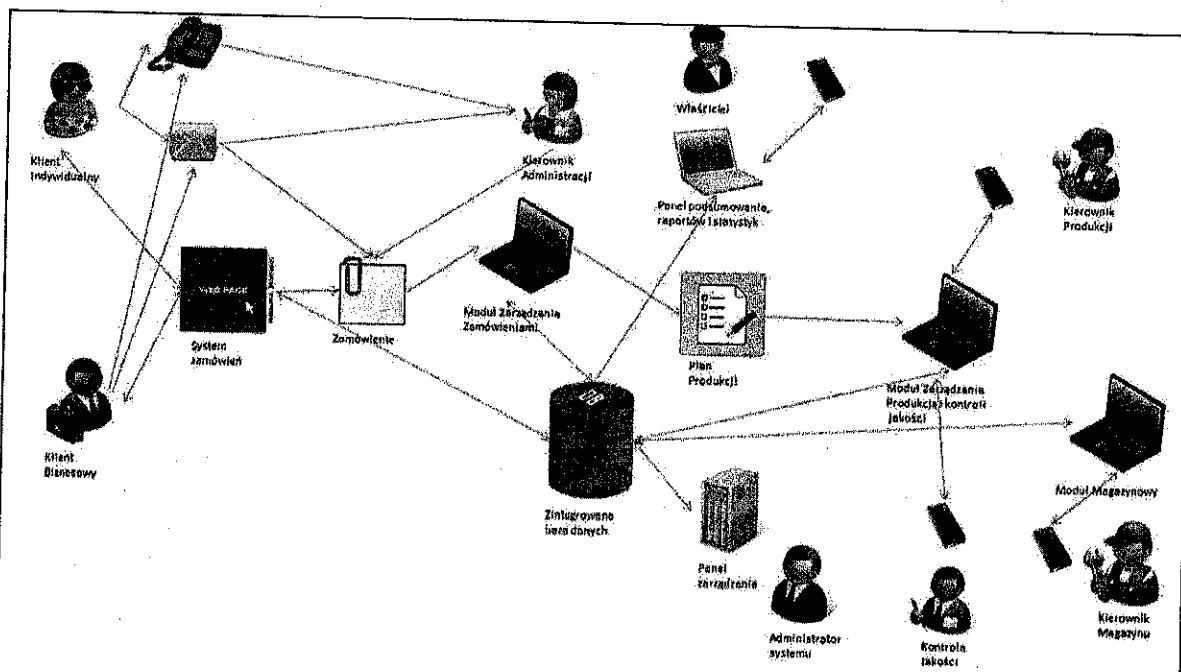 Właściciel
Klient
Indywidualny
Kierownik
Administracji
Kierownik
Produkcji
Panel podsumowanie,
raportów i statystyk
WEB PAGE
System
zamówień
Zamówienie
Moduł Zarządzania
Zamówieniami
Plan
Produkcji
Moduł Zarządzania
Produkcją i kontroli
jakości
Klient
Biznesowy
Zintegrowana
baza danych
DB
Moduł Magazynowy
Panel
zarządzania
Administrator
systemu
Kontrola
jakości
Kierownik
Magazynu